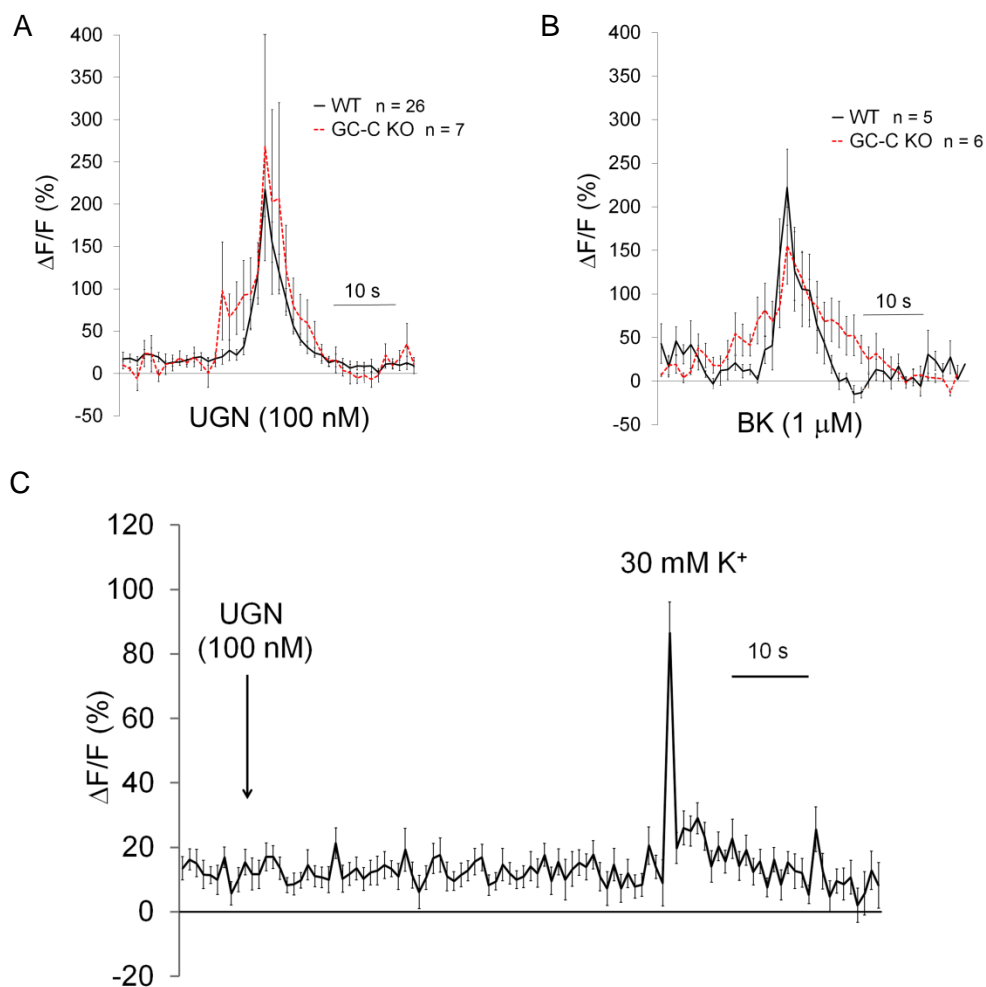 A
400
350
300
250
200
150
100
50
0
-50
ΔF/F (%)
WT n = 26
GC-C KO n = 7
10 s
UGN (100 nM)
B
400
350
300
250
200
150
100
50
0
-50
ΔF/F (%)
WT n = 5
GC-C KO n = 6
10 s
BK (1 μM)
C
120
100
80
60
40
20
0
-20
ΔF/F (%)
UGN
(100 nM)
30 mM K⁺
10 s